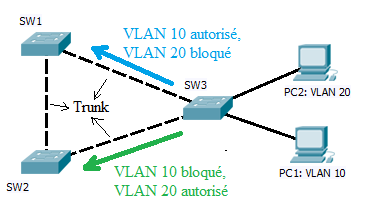 SW1
VLAN 10 autorisé,
VLAN 20 bloqué
SW3
PC2: VLAN 20
Trunk
SW2
VLAN 10 bloqué,
VLAN 20 autorisé
PC1: VLAN 10